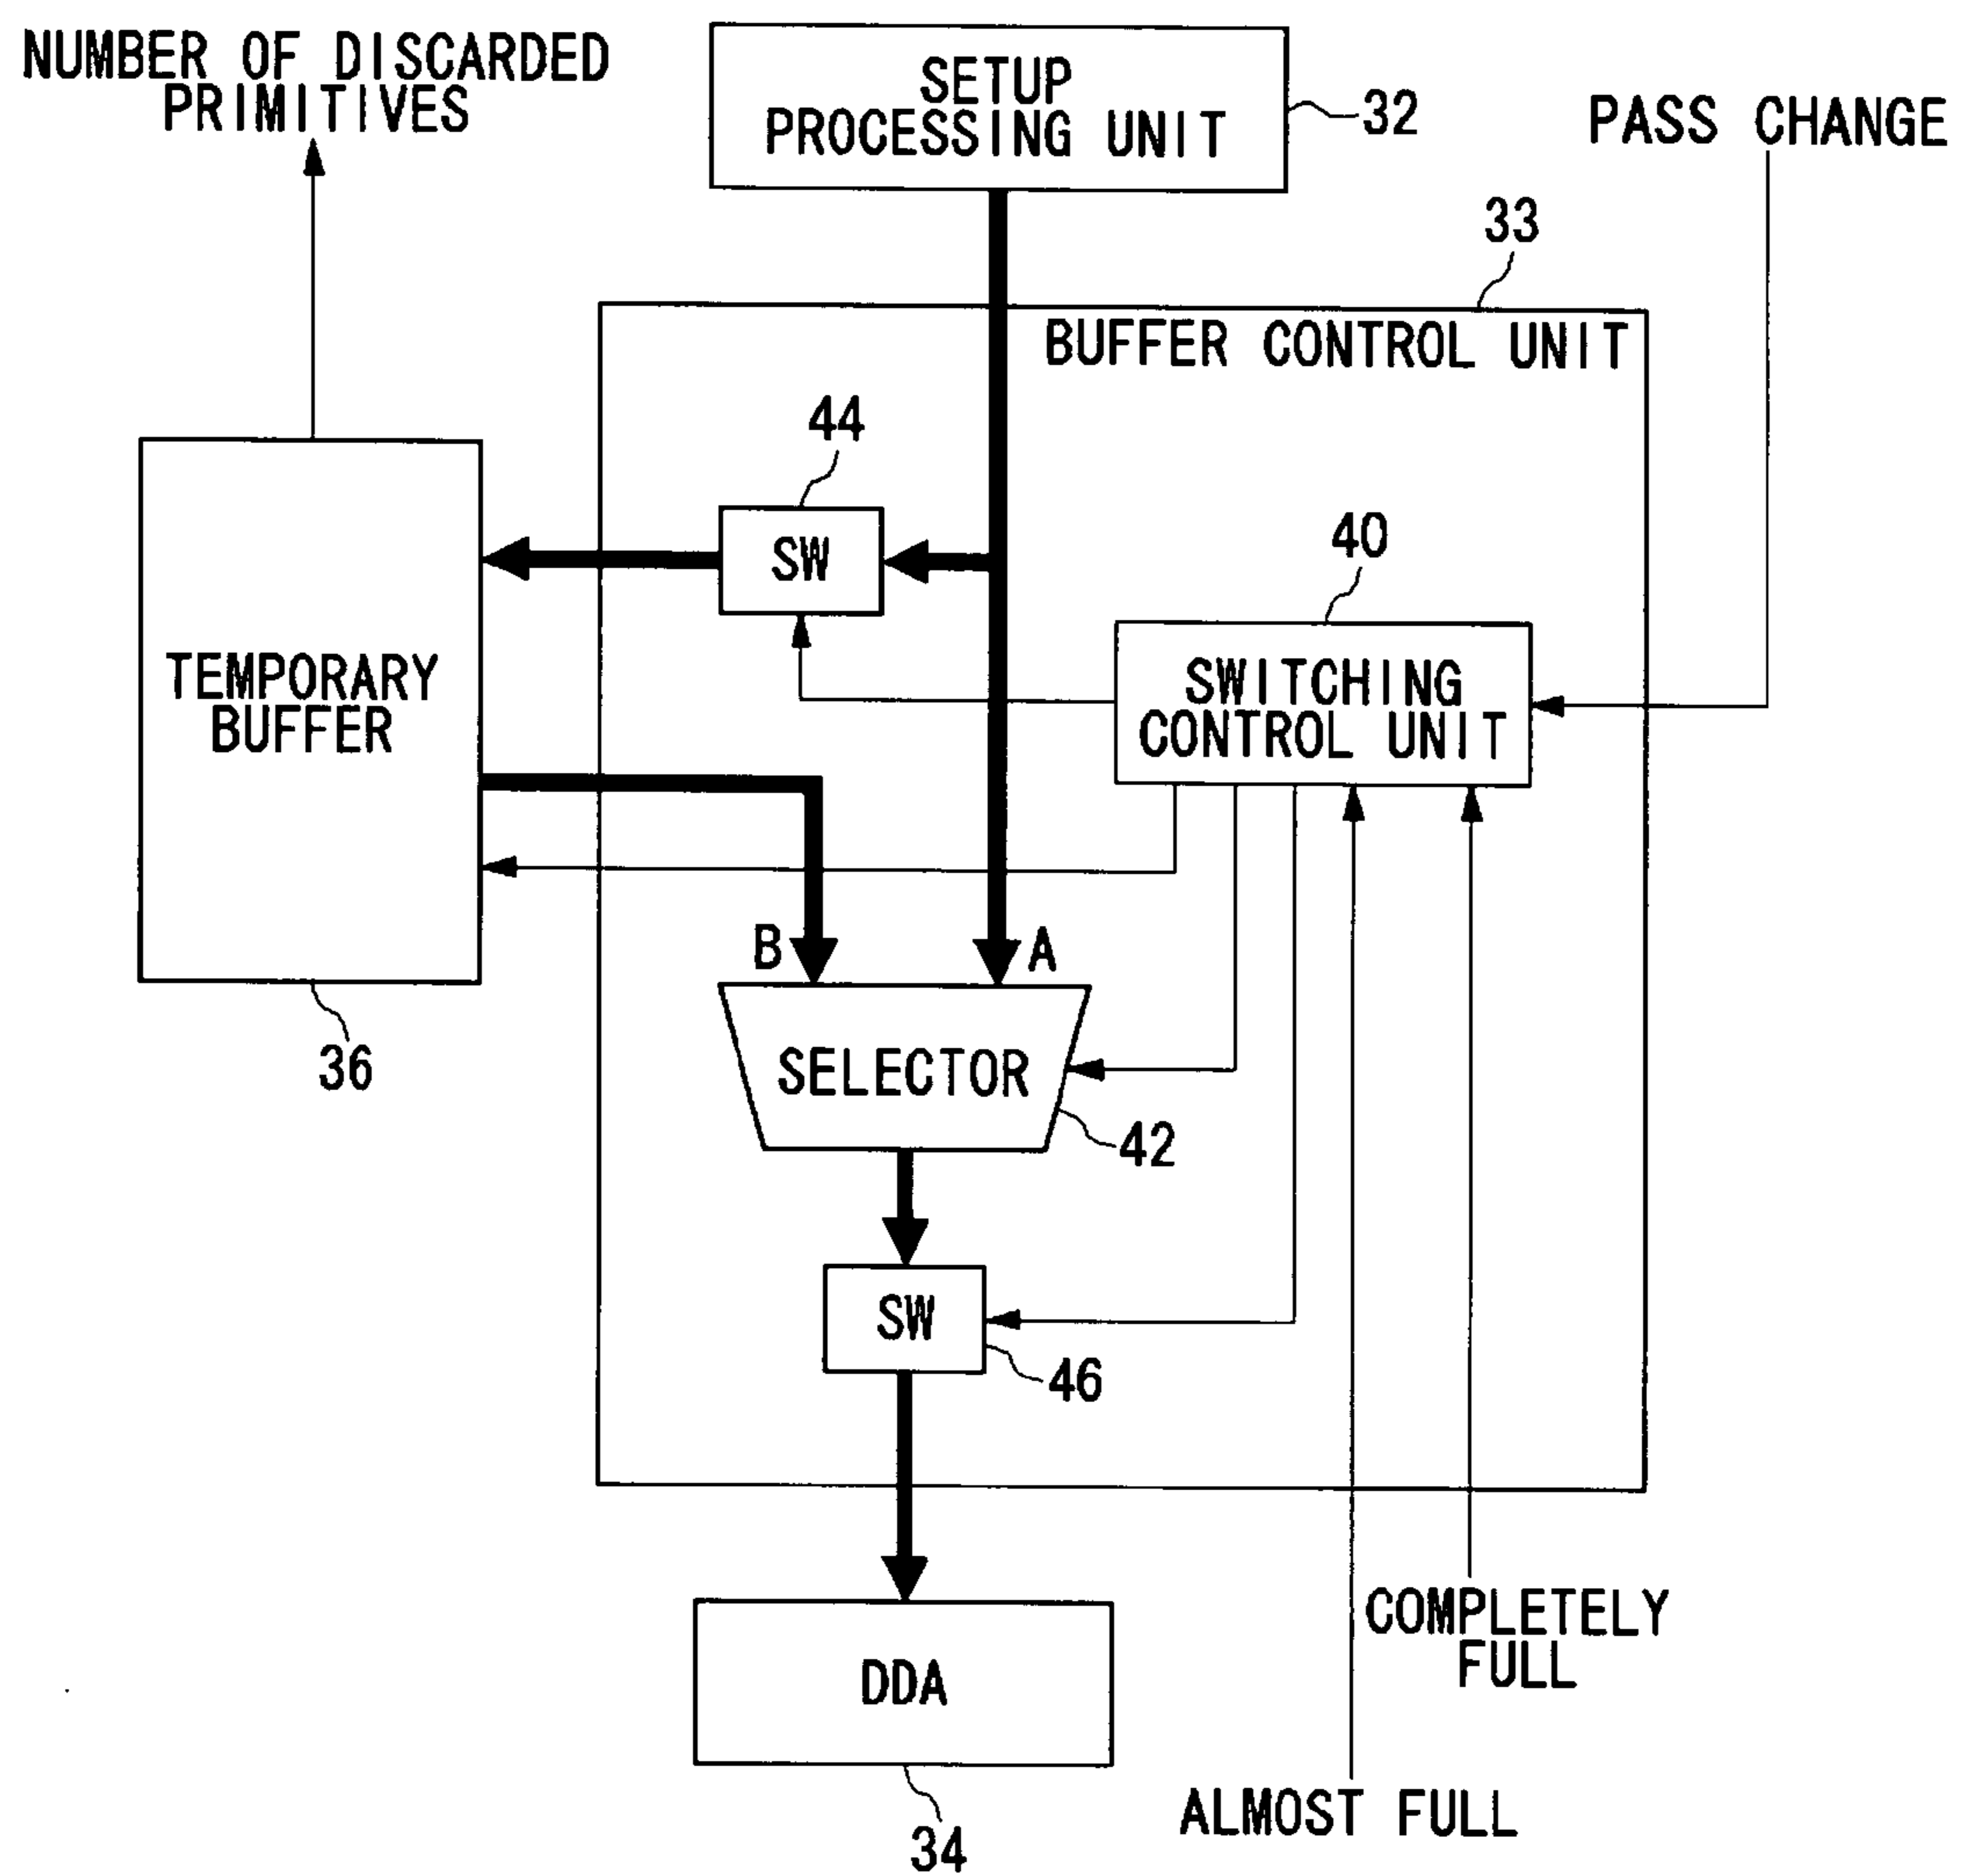 NUMBER OF DISCARDED
PRIMITIVES
SETUP
PROCESSING UNIT
32
PASS CHANGE
33
BUFFER CONTROL UNIT
44
SW
40
SWITCHING
CONTROL UNIT
TEMPORARY
BUFFER
B
A
36
SELECTOR
42
SW
46
COMPLETELY
FULL
DDA
ALMOST FULL
34